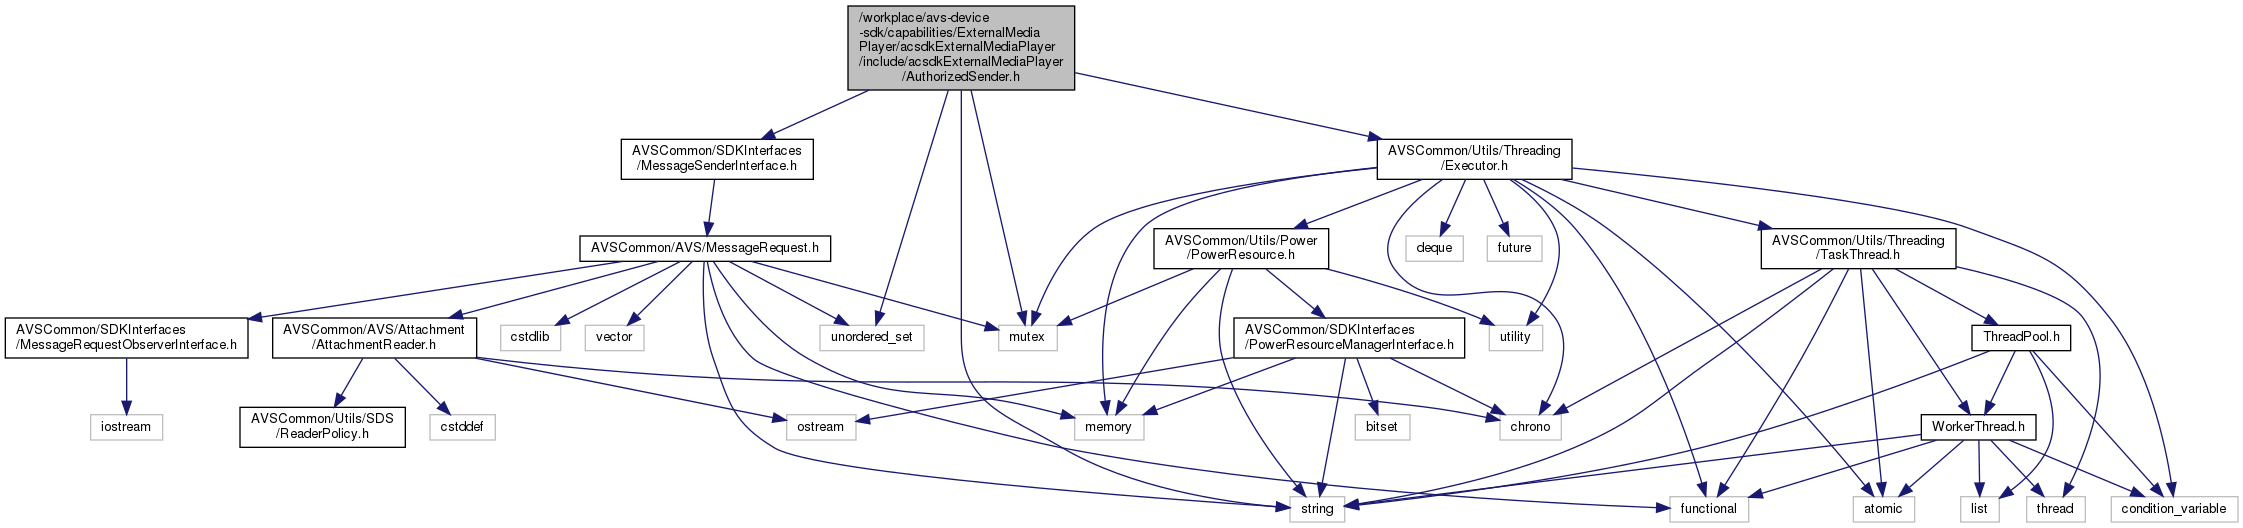 /workplace/avs-device
-sdk/capabilities/ExternalMedia
Player/acsdkExternalMediaPlayer
/include/acsdkExternalMediaPlayer
/AuthorizedSender.h
AVSCommon/SDKInterfaces
/MessageSenderInterface.h
AVSCommon/Utils/Threading
/Executor.h
AVSCommon/AVS/MessageRequest.h
AVSCommon/Utils/Power
/PowerResource.h
deque
future
AVSCommon/Utils/Threading
/TaskThread.h
AVSCommon/SDKInterfaces
/MessageRequestObserverInterface.h
AVSCommon/AVS/Attachment
/AttachmentReader.h
cstdlib
vector
unordered_set
mutex
AVSCommon/SDKInterfaces
/PowerResourceManagerInterface.h
utility
ThreadPool.h
iostream
AVSCommon/Utils/SDS
/ReaderPolicy.h
cstddef
ostream
memory
bitset
chrono
WorkerThread.h
string
functional
atomic
list
thread
condition_variable